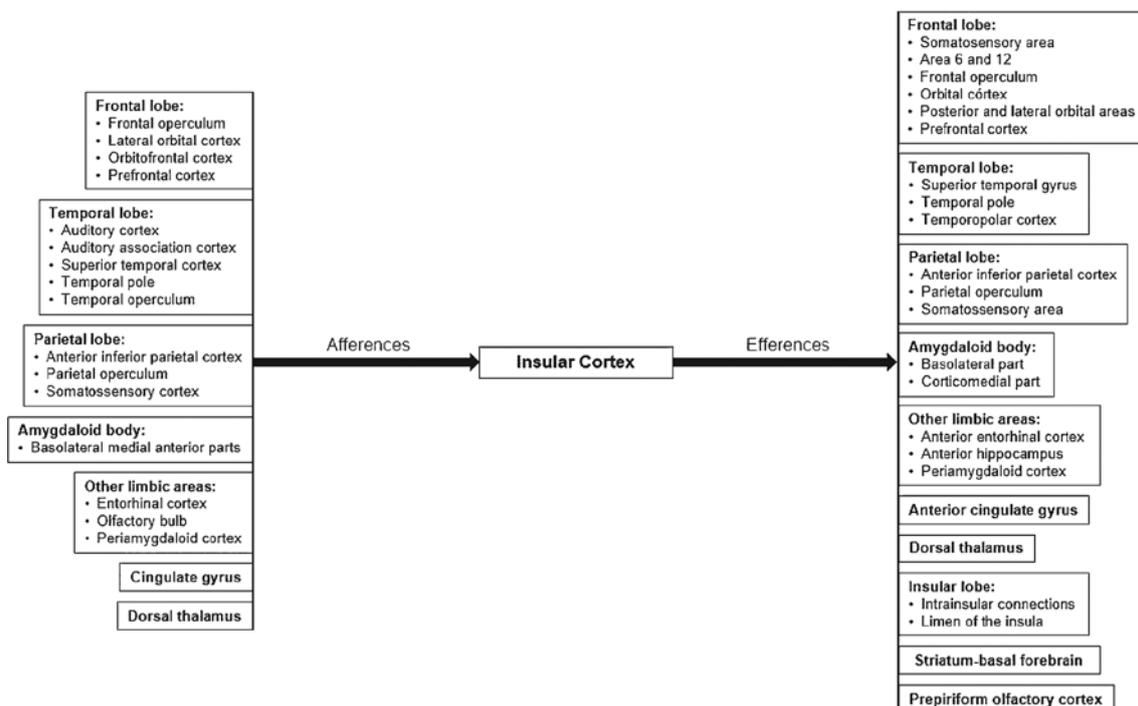 Frontal lobe:
• Frontal operculum
• Lateral orbital cortex
• Orbitofrontal cortex
• Prefrontal cortex
Temporal lobe:
• Auditory cortex
• Auditory association cortex
• Superior temporal cortex
• Temporal pole
• Temporal operculum
Parietal lobe:
• Anterior inferior parietal cortex
• Parietal operculum
• Somatossensory cortex
Amygdaloid body:
• Basolateral medial anterior parts
Other limbic areas:
• Entorhinal cortex
• Olfactory bulb
• Periamygdaloid cortex
Cingulate gyrus
Dorsal thalamus
Afferences
Insular Cortex
Efferences
Frontal lobe:
• Somatosensory area
• Area 6 and 12
• Frontal operculum
• Orbital córtex
• Posterior and lateral orbital areas
• Prefrontal cortex
Temporal lobe:
• Superior temporal gyrus
• Temporal pole
• Temporopolar cortex
Parietal lobe:
• Anterior inferior parietal cortex
• Parietal operculum
• Somatossensory area
Amygdaloid body:
• Basolateral part
• Corticomedial part
Other limbic areas:
• Anterior entorhinal cortex
• Anterior hippocampus
• Periamygdaloid cortex
Anterior cingulate gyrus
Dorsal thalamus
Insular lobe:
• Intrainsular connections
• Limen of the insula
Striatum-basal forebrain
Prepiriform olfactory cortex